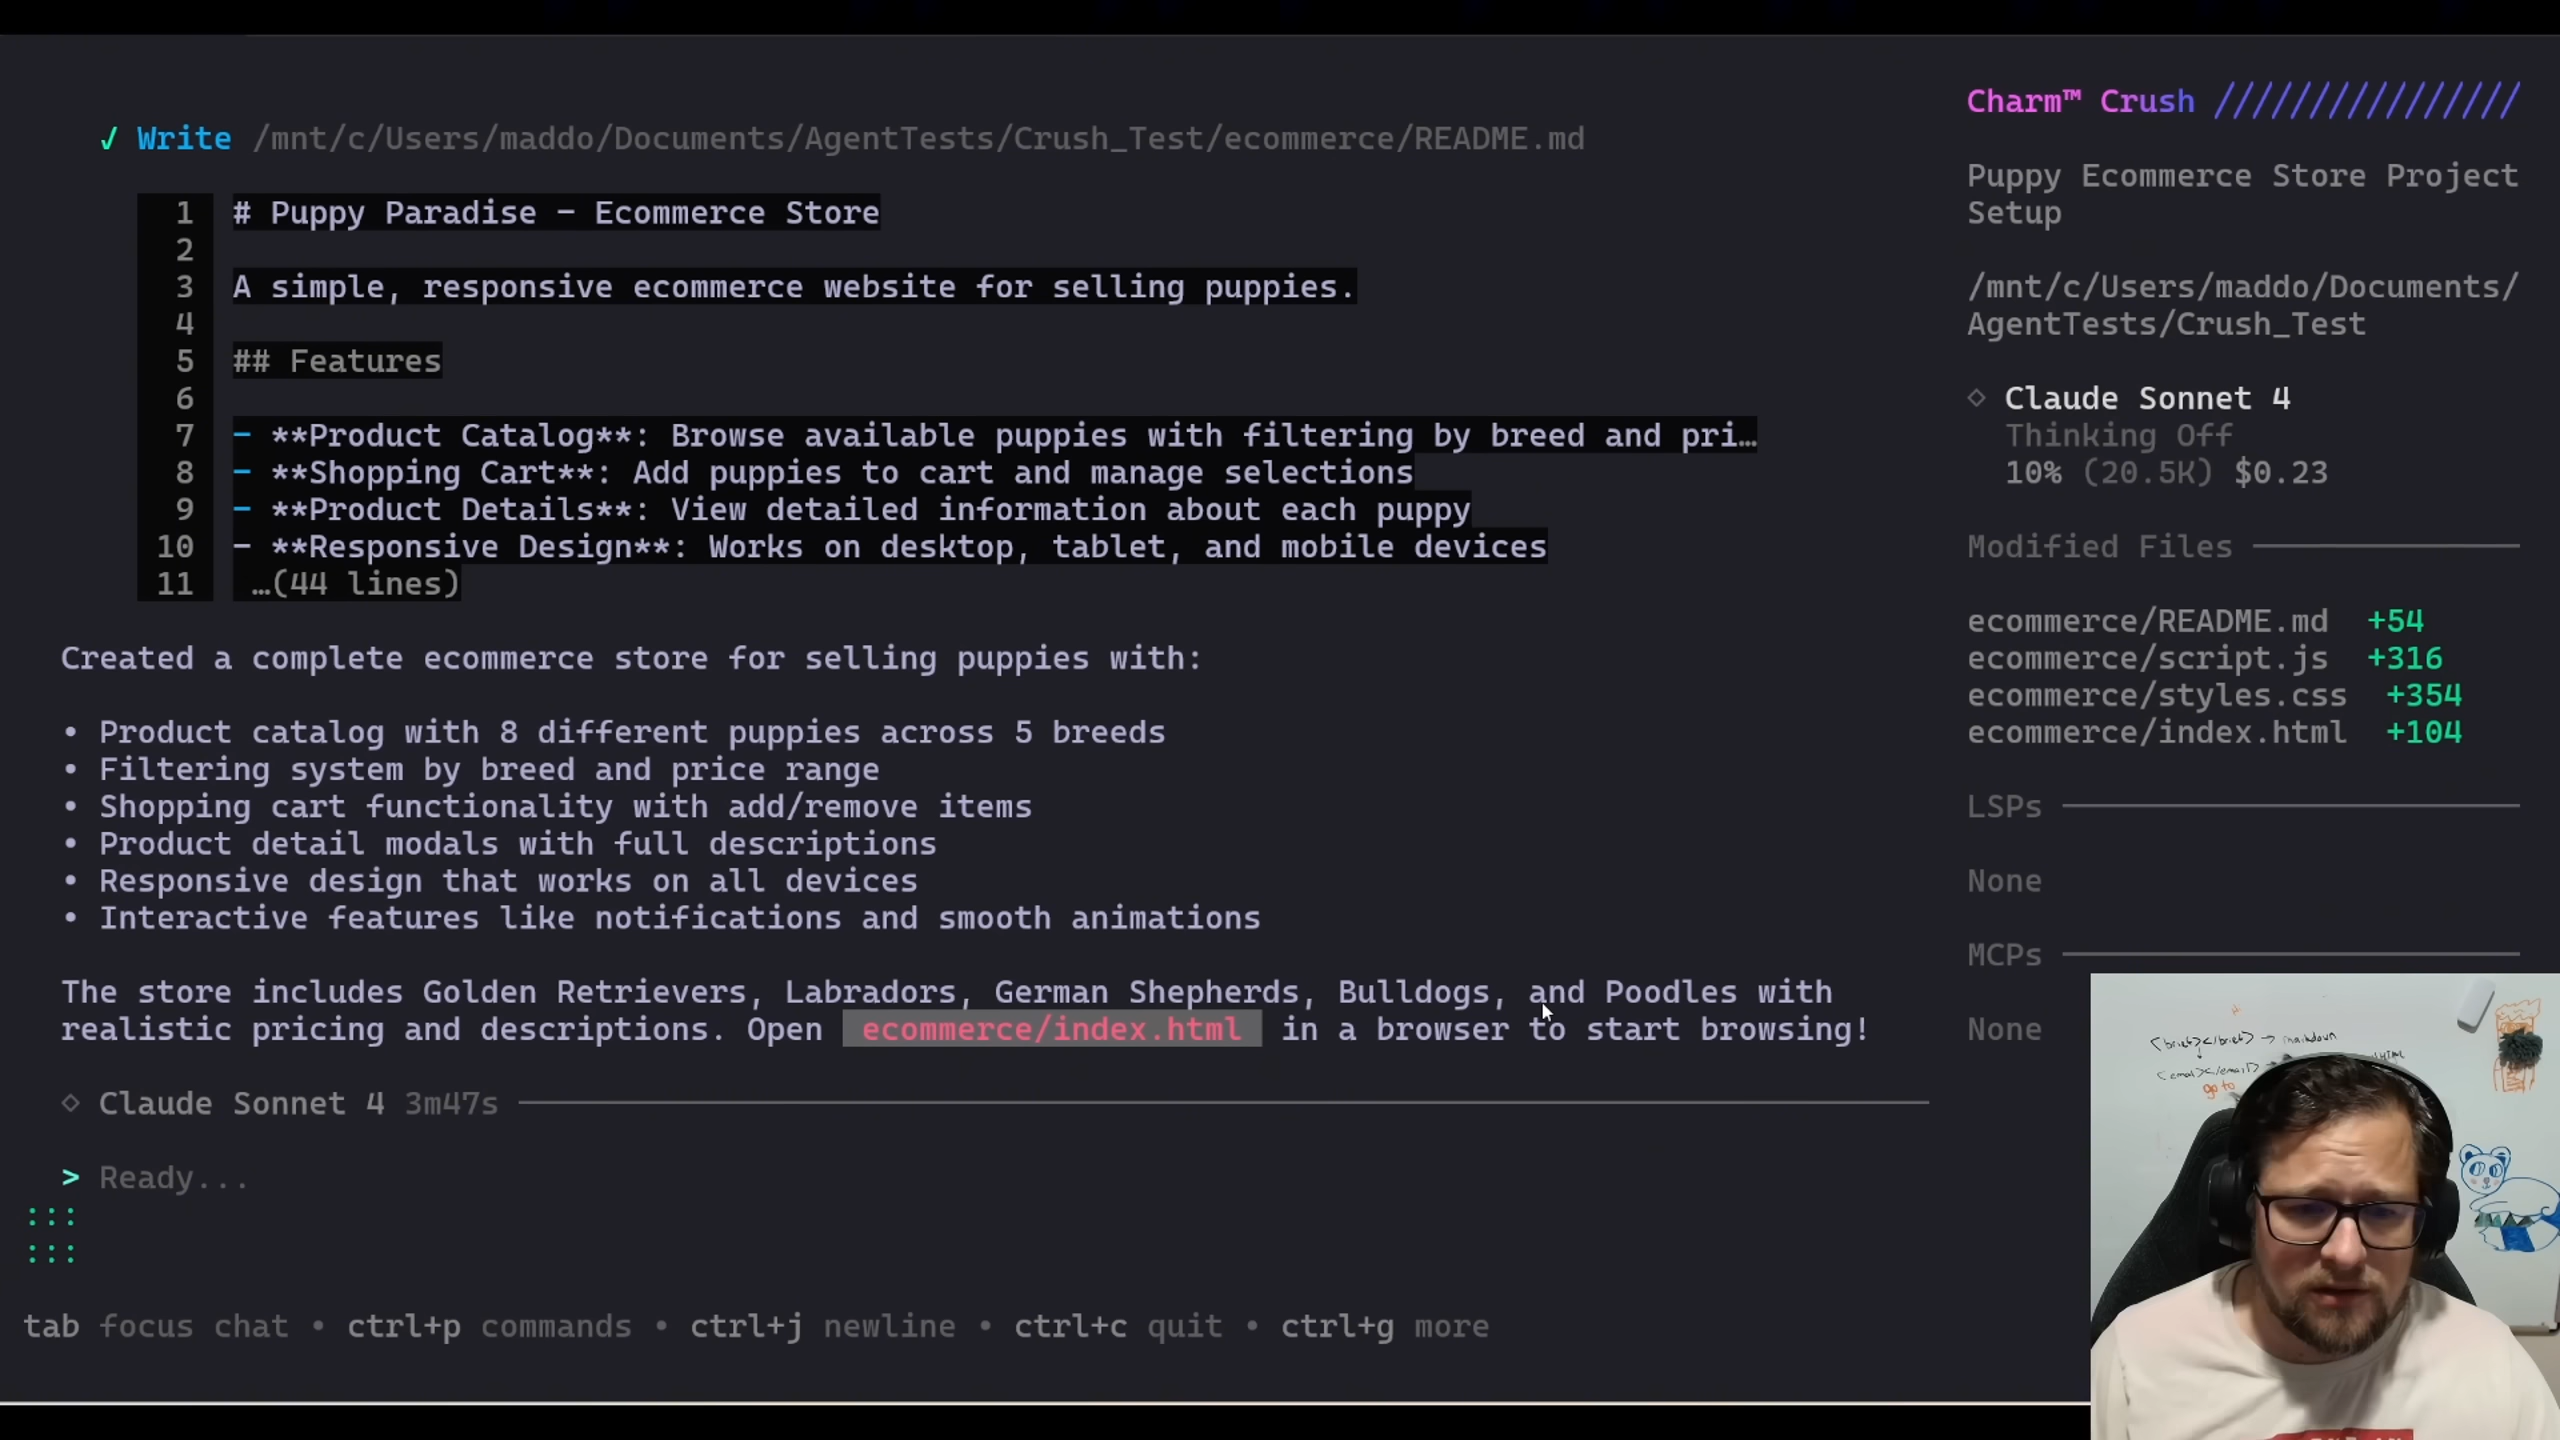 ✓ Write /mnt/c/Users/maddo/Documents/AgentTests/Crush_Test/ecommerce/README.md
1 # Puppy Paradise - Ecommerce Store
2
3 A simple, responsive ecommerce website for selling puppies.
4
5 ## Features
6
7 - **Product Catalog**: Browse available puppies with filtering by breed and pri…
8 - **Shopping Cart**: Add puppies to cart and manage selections
9 - **Product Details**: View detailed information about each puppy
10 - **Responsive Design**: Works on desktop, tablet, and mobile devices
11 …(44 lines)
Created a complete ecommerce store for selling puppies with:
• Product catalog with 8 different puppies across 5 breeds
• Filtering system by breed and price range
• Shopping cart functionality with add/remove items
• Product detail modals with full descriptions
• Responsive design that works on all devices
• Interactive features like notifications and smooth animations
The store includes Golden Retrievers, Labradors, German Shepherds, Bulldogs, and Poodles with
realistic pricing and descriptions. Open ecommerce/index.html in a browser to start browsing!
◇ Claude Sonnet 4 3m47s
> Ready...
:::
:::
tab focus chat • ctrl+p commands • ctrl+j newline • ctrl+c quit • ctrl+g more
Charm™ Crush ////////////////
Puppy Ecommerce Store Project
Setup
/mnt/c/Users/maddo/Documents/
AgentTests/Crush_Test
◇ Claude Sonnet 4
Thinking Off
10% (20.5K) $0.23
Modified Files
ecommerce/README.md +54
ecommerce/script.js +316
ecommerce/styles.css +354
ecommerce/index.html +104
LSPs
None
MCPs
None
<brief></brief> → markdown
go to